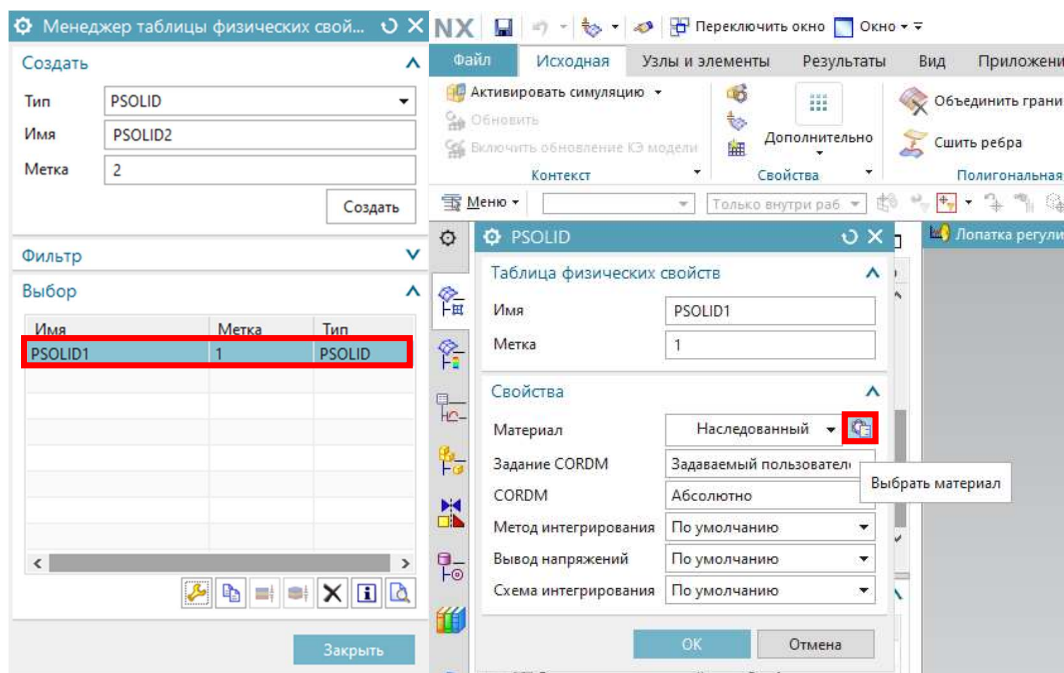 Менеджер таблицы физических свой...
Создать
Тип PSOLID
Имя PSOLID2
Метка 2
Создать
Фильтр
Выбор
Имя Метка Тип
PSOLID1 1 PSOLID
Закрыть
NX Переключить окно Окно
Файл Исходная Узлы и элементы Результаты Вид Приложени
Активировать симуляцию
Обновить
Включить обновление КЭ модели
Дополнительно
Объединить грани
Сшить ребра
Контекст Свойства Полигональная
Меню Только внутри раб
Лопатка регули
PSOLID
Таблица физических свойств
Имя PSOLID1
Метка 1
Свойства
Материал Наследованный
Задание CORDM Задаваемый пользовател
CORDM Абсолютно
Выбрать материал
Метод интегрирования По умолчанию
Вывод напряжений По умолчанию
Схема интегрирования По умолчанию
OK Отмена